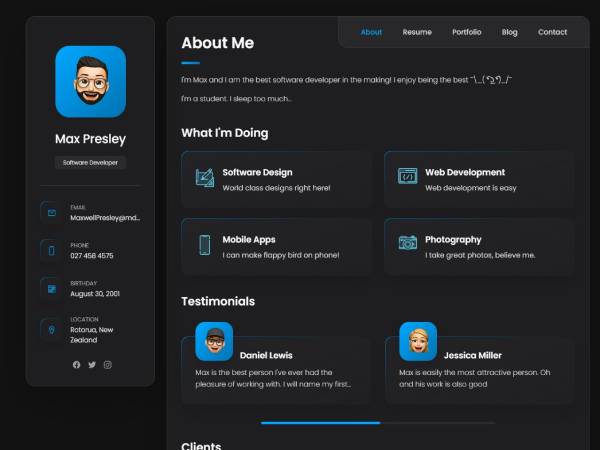 Max Presley
Software Developer
EMAIL
MaxwellPresley@md...
PHONE
027 458 4575
BIRTHDAY
August 30, 2001
LOCATION
Rotorua, New
Zealand
About
Resume
Portfolio
Blog
Contact
About Me
I'm Max and I am the best software developer in the making! I enjoy being the best
I'm a student. I sleep too much...
What I'm Doing
Software Design
World class designs right here!
Web Development
Web development is easy
Mobile Apps
I can make flappy bird on phone!
Photography
I take great photos, believe me.
Testimonials
Daniel Lewis
Max is the best person I've ever had the
pleasure of working with. I will name my first...
Jessica Miller
Max is easily the most attractive person. Oh
and his work is also good
Clients